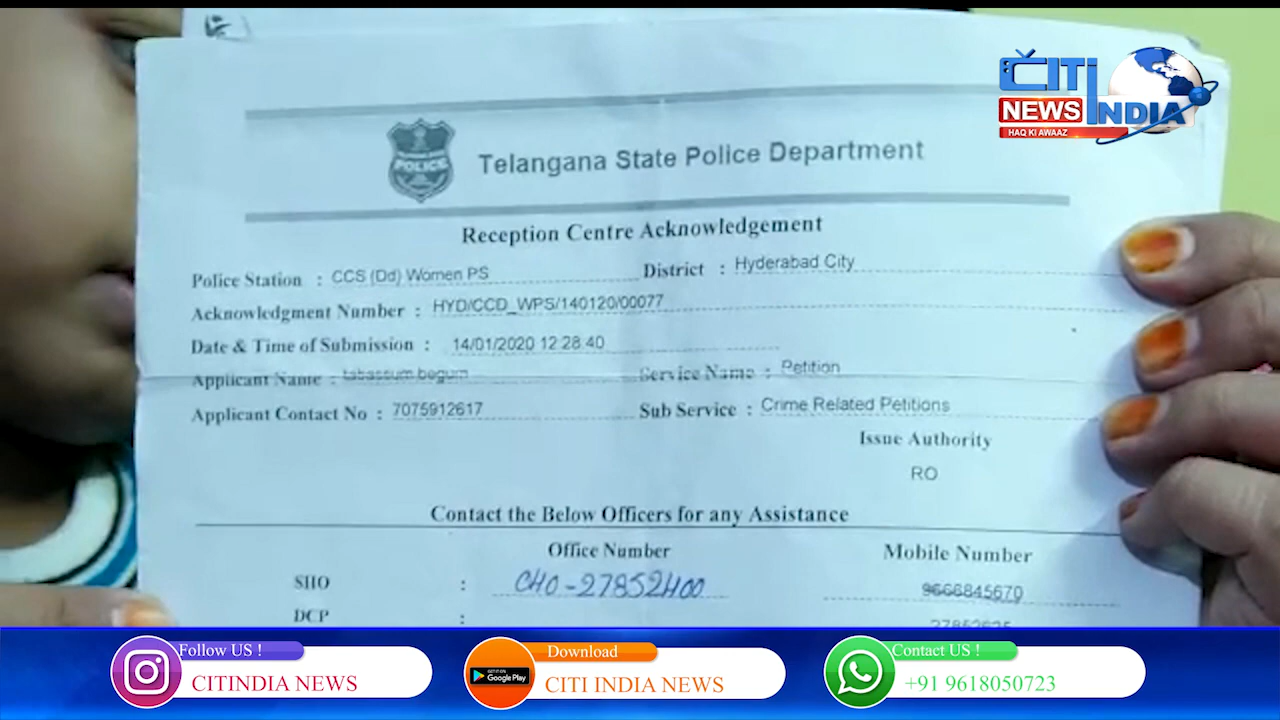 CITI
NEWS INDIA
HAQ KI AWAAZ
POLICE
Telangana State Police Department
Reception Centre Acknowledgement
Police Station : CCS (Dd) Women PS District : Hyderabad City
Acknowledgment Number : HYD/CCD_WPS/140120/00077
Date & Time of Submission : 14/01/2020 12:28:40
Applicant Name : tabassum begum Service Name : Petition
Applicant Contact No : 7075912617 Sub Service : Crime Related Petitions
Issue Authority
RO
Contact the Below Officers for any Assistance
Office Number Mobile Number
SHO : CHO-27852400 9666845670
DCP :
Follow US ! Download Contact US !
CITINDIA NEWS GET IT ON Google Play CITI INDIA NEWS +91 9618050723